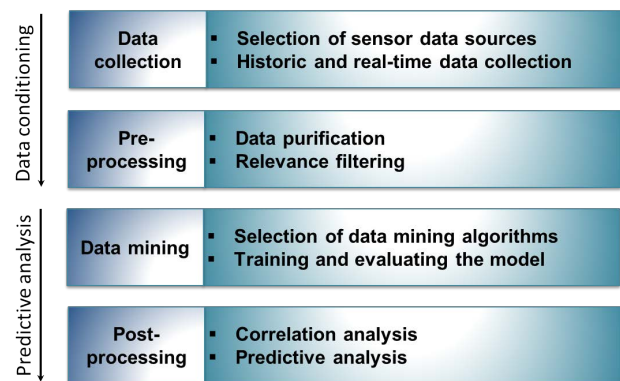 Data conditioning
Data
collection
▪ Selection of sensor data sources
▪ Historic and real-time data collection
Pre-
processing
▪ Data purification
▪ Relevance filtering
Predictive analysis
Data mining
▪ Selection of data mining algorithms
▪ Training and evaluating the model
Post-
processing
▪ Correlation analysis
▪ Predictive analysis